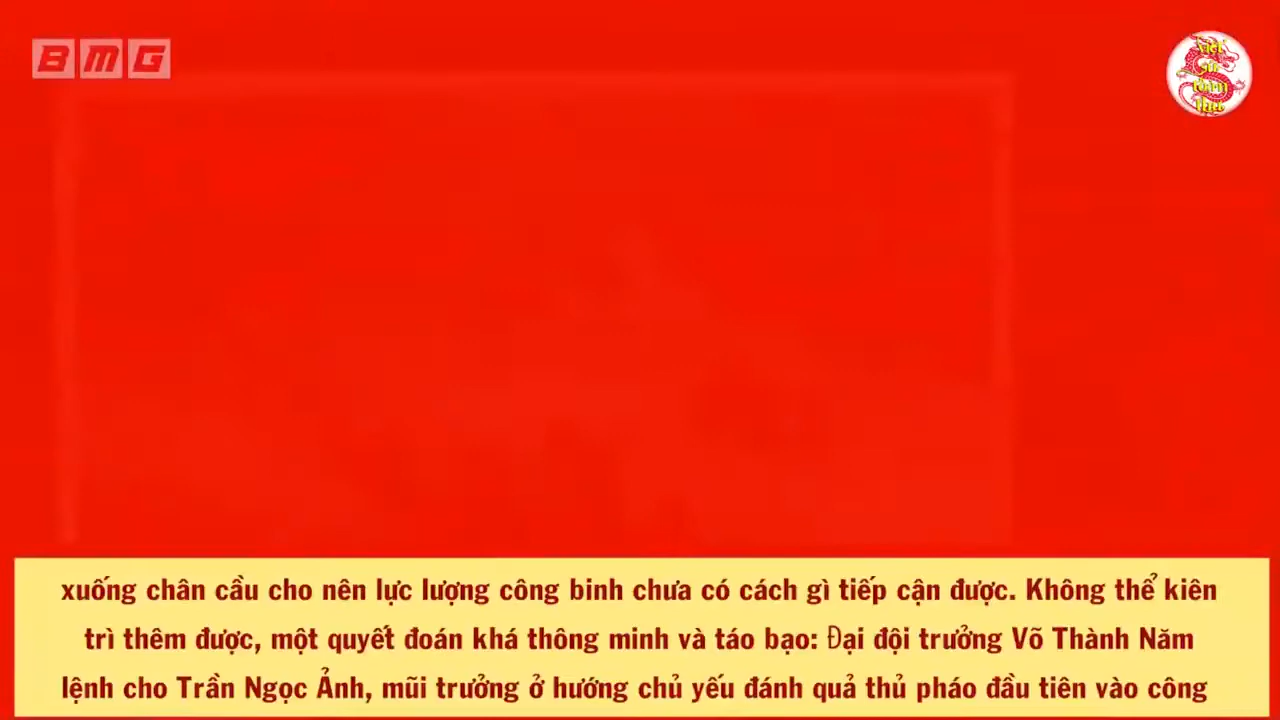 BMG
Việt
sử
xuống chân cầu cho nên lực lượng công binh chưa có cách gì tiếp cận được. Không thể kiên
trì thêm được, một quyết đoán khá thông minh và táo bạo: Đại đội trưởng Võ Thành Năm
lệnh cho Trần Ngọc Ảnh, mũi trưởng ở hướng chủ yếu đánh quả thủ pháo đầu tiên vào công